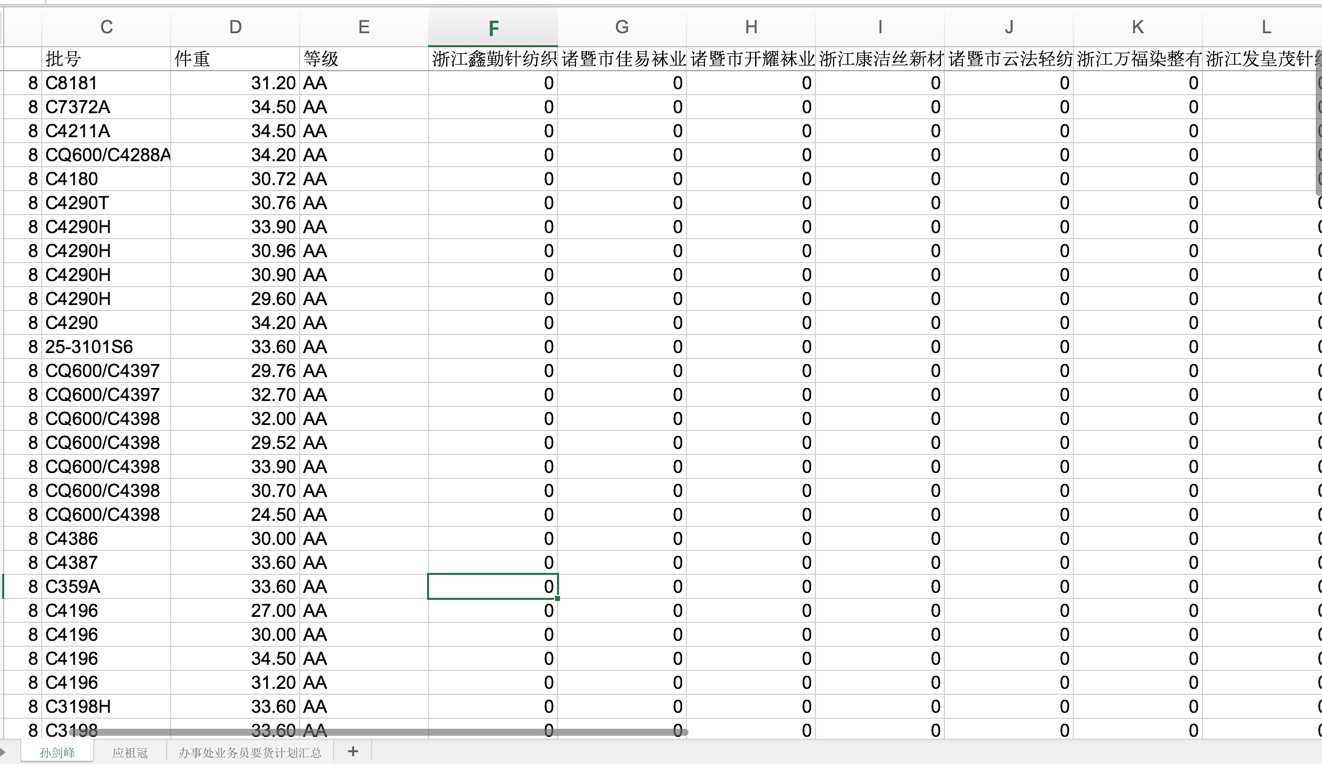 C D E F G H I J K L
批号 件重 等级 浙江鑫勤针纺织 诸暨市佳易袜业 诸暨市开耀袜业 浙江康洁丝新材 诸暨市云法轻纺 浙江万福染整有 浙江发皇茂针
8 C8181 31.20 AA 0 0 0 0 0 0 0
8 C7372A 34.50 AA 0 0 0 0 0 0 0
8 C4211A 34.50 AA 0 0 0 0 0 0 0
8 CQ600/C4288A 34.20 AA 0 0 0 0 0 0 0
8 C4180 30.72 AA 0 0 0 0 0 0 0
8 C4290T 30.76 AA 0 0 0 0 0 0 0
8 C4290H 33.90 AA 0 0 0 0 0 0 0
8 C4290H 30.96 AA 0 0 0 0 0 0 0
8 C4290H 30.90 AA 0 0 0 0 0 0 0
8 C4290H 29.60 AA 0 0 0 0 0 0 0
8 C4290 34.20 AA 0 0 0 0 0 0 0
8 25-3101S6 33.60 AA 0 0 0 0 0 0 0
8 CQ600/C4397 29.76 AA 0 0 0 0 0 0 0
8 CQ600/C4397 32.70 AA 0 0 0 0 0 0 0
8 CQ600/C4398 32.00 AA 0 0 0 0 0 0 0
8 CQ600/C4398 29.52 AA 0 0 0 0 0 0 0
8 CQ600/C4398 33.90 AA 0 0 0 0 0 0 0
8 CQ600/C4398 30.70 AA 0 0 0 0 0 0 0
8 CQ600/C4398 24.50 AA 0 0 0 0 0 0 0
8 C4386 30.00 AA 0 0 0 0 0 0 0
8 C4387 33.60 AA 0 0 0 0 0 0 0
8 C359A 33.60 AA 0 0 0 0 0 0 0
8 C4196 27.00 AA 0 0 0 0 0 0 0
8 C4196 30.00 AA 0 0 0 0 0 0 0
8 C4196 34.50 AA 0 0 0 0 0 0 0
8 C4196 31.20 AA 0 0 0 0 0 0 0
8 C3198H 33.60 AA 0 0 0 0 0 0 0
8 C3198 33.60 AA 0 0 0 0 0 0 0
孙剑峰 应祖冠 办事处业务员要货计划汇总 +